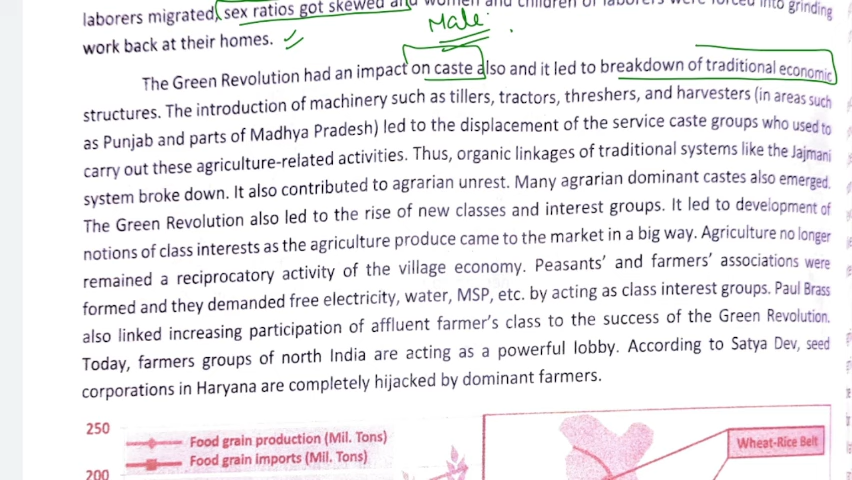 laborers migrated, sex ratios got skewed and women and children of laborers were forced into grinding
Male
work back at their homes.
The Green Revolution had an impact on caste also and it led to breakdown of traditional economic
structures. The introduction of machinery such as tillers, tractors, threshers, and harvesters (in areas such
as Punjab and parts of Madhya Pradesh) led to the displacement of the service caste groups who used to
carry out these agriculture-related activities. Thus, organic linkages of traditional systems like the Jajmani
system broke down. It also contributed to agrarian unrest. Many agrarian dominant castes also emerged.
The Green Revolution also led to the rise of new classes and interest groups. It led to development of
notions of class interests as the agriculture produce came to the market in a big way. Agriculture no longer
remained a reciprocatory activity of the village economy. Peasants' and farmers' associations were
formed and they demanded free electricity, water, MSP, etc. by acting as class interest groups. Paul Brass
also linked increasing participation of affluent farmer's class to the success of the Green Revolution.
Today, farmers groups of north India are acting as a powerful lobby. According to Satya Dev, seed
corporations in Haryana are completely hijacked by dominant farmers.
250
Food grain production (Mil. Tons)
Wheat-Rice Belt
Food grain imports (Mil. Tons)
200